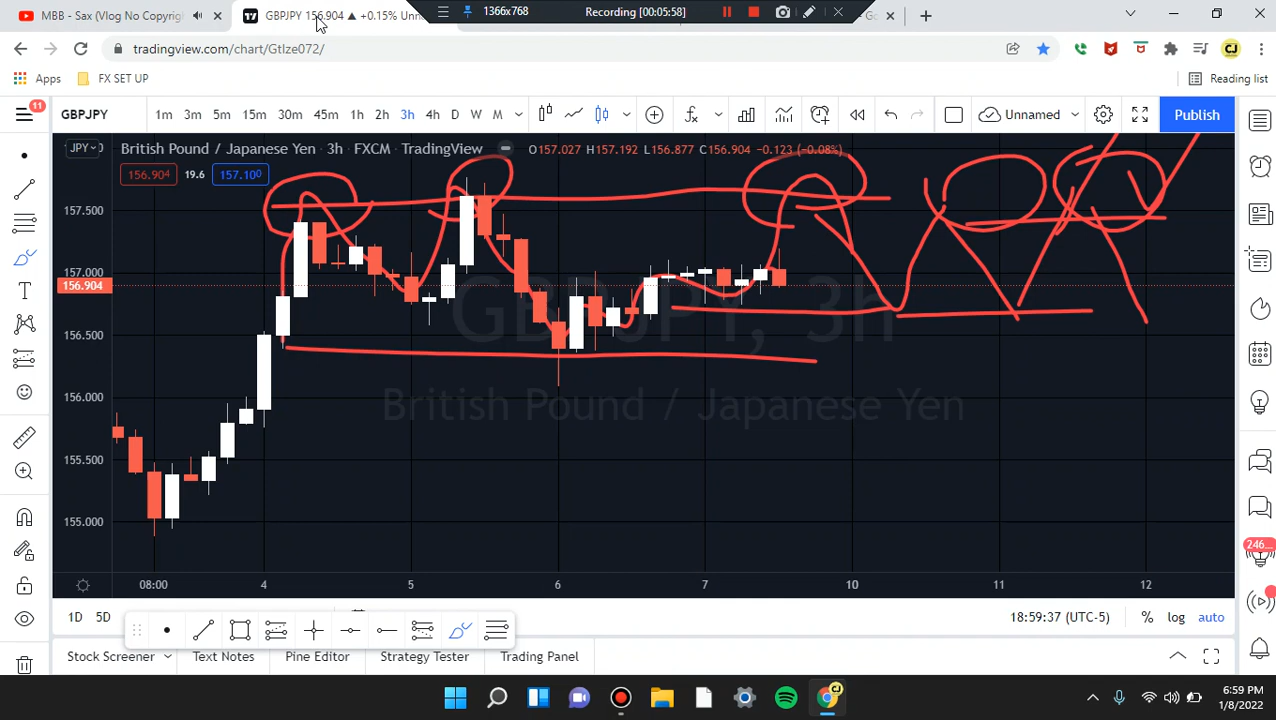 MBB - Sax (Vlog No Copyrigh
GBPJPY 156.904 ▲ +0.15% Unna
1366x768
Recording [00:05:58]
tradingview.com/chart/GtIze072/
Apps
FX SET UP
Reading list
11
GBPJPY
1m 3m 5m 15m 30m 45m 1h 2h 3h 4h D W M
Unnamed
Publish
JPY
British Pound / Japanese Yen · 3h · FXCM · TradingView
O157.027 H157.192 L156.877 C156.904 −0.123 (−0.08%)
156.904 19.6 157.100
157.500
157.000
156.904
156.500
156.000
155.500
155.000
GBPJPY, 3h
British Pound / Japanese Yen
08:00 4 5 6 7 10 11 12
1D 5D
18:59:37 (UTC-5) % log auto
246...
Stock Screener Text Notes Pine Editor Strategy Tester Trading Panel
CJ
6:59 PM
1/8/2022